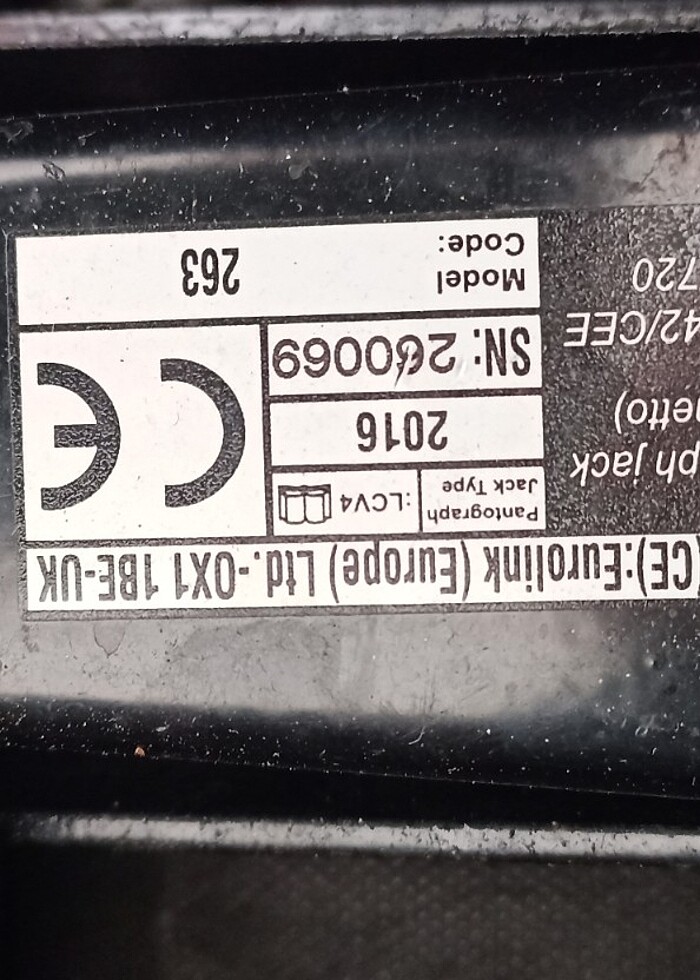 (CE):Eurolink (Europe) Ltd.-OX1 1BE-UK
ph jack
etto)
42/CEE
720
Pantograph
Jack Type
:LCV4
2016
SN: 260069
CE
Model
Code:
263